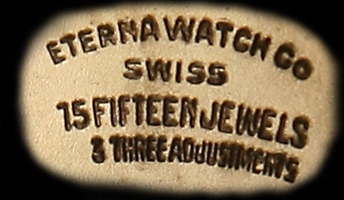 ETERNA WATCH CO
SWISS
15 FIFTEEN JEWELS
3 THREE ADJUSTMENTS